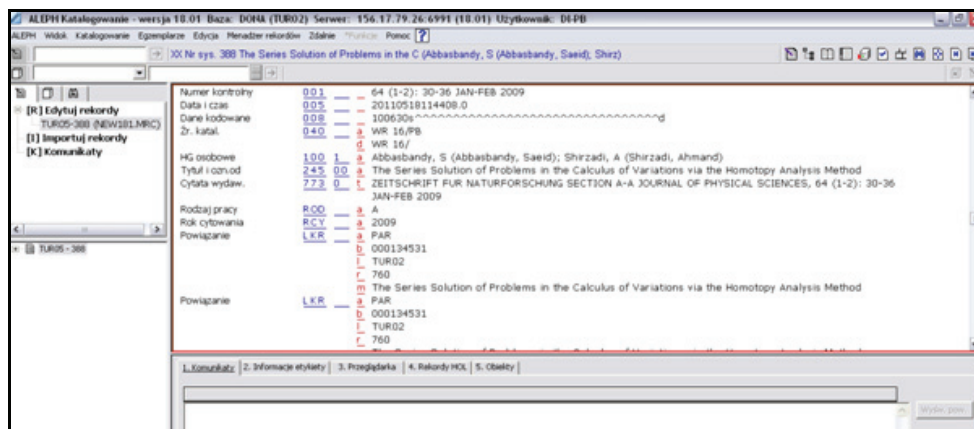 ALEPH Katalogowanie - wersja 18.01 Baza: DONA (TUR02) Serwer: 156.17.79.26:6991 (18.01) Użytkownik: DI-PB
ALEPH Widok Katalogowanie Egzemplarze Edycja Menadżer rekordów Zdalnie Funkcje Pomoc ?
XX Nr sys. 388 The Series Solution of Problems in the C (Abbasbandy, S (Abbasbandy, Saeid); Shirz)
[R] Edytuj rekordy
TUR05-388 (NEW181.MRC)
[I] Importuj rekordy
[K] Komunikaty
TUR05 - 388
Numer kontrolny 001 64 (1-2): 30-36 JAN-FEB 2009
Data i czas 005 20110518114408.0
Dane kodowane 008
Źr. katal. 040 a WR 16/PB
d WR 16/
HG osobowe 100 1 a Abbasbandy, S (Abbasbandy, Saeid); Shirzadi, A (Shirzadi, Ahmand)
Tytuł i ozn.od 245 00 a The Series Solution of Problems in the Calculus of Variations via the Homotopy Analysis Method
Cytata wydaw. 773 0 t ZEITSCHRIFT FUR NATURFORSCHUNG SECTION A-A JOURNAL OF PHYSICAL SCIENCES, 64 (1-2): 30-36
JAN-FEB 2009
Rodzaj pracy ROD a A
Rok cytowania RCY a 2009
Powiązanie LKR a PAR
b 000134531
l TUR02
r 760
m The Series Solution of Problems in the Calculus of Variations via the Homotopy Analysis Method
Powiązanie LKR a PAR
b 000134531
l TUR02
r 760
1. Komunikaty 2. Informacje etykiety 3. Przeglądarka 4. Rekordy HOL 5. Obiekty
Wyśw. pow.